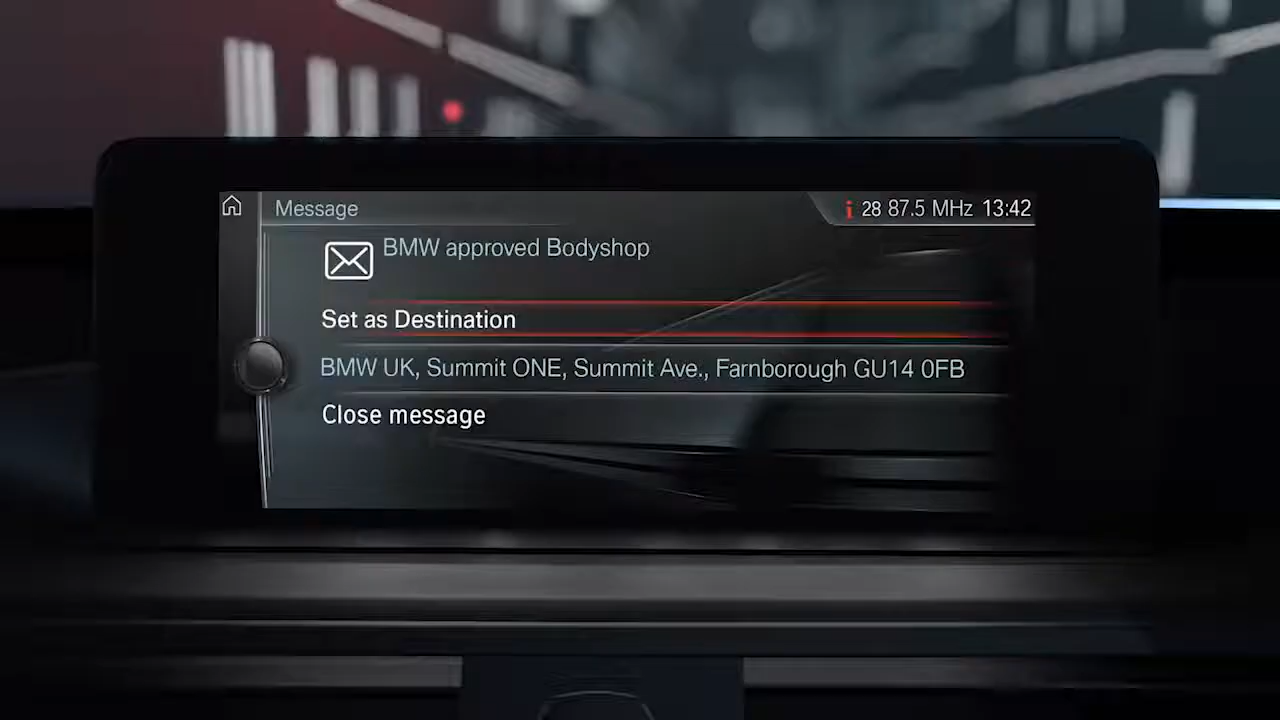 Message
i 28 87.5 MHz 13:42
BMW approved Bodyshop
Set as Destination
BMW UK, Summit ONE, Summit Ave., Farnborough GU14 0FB
Close message